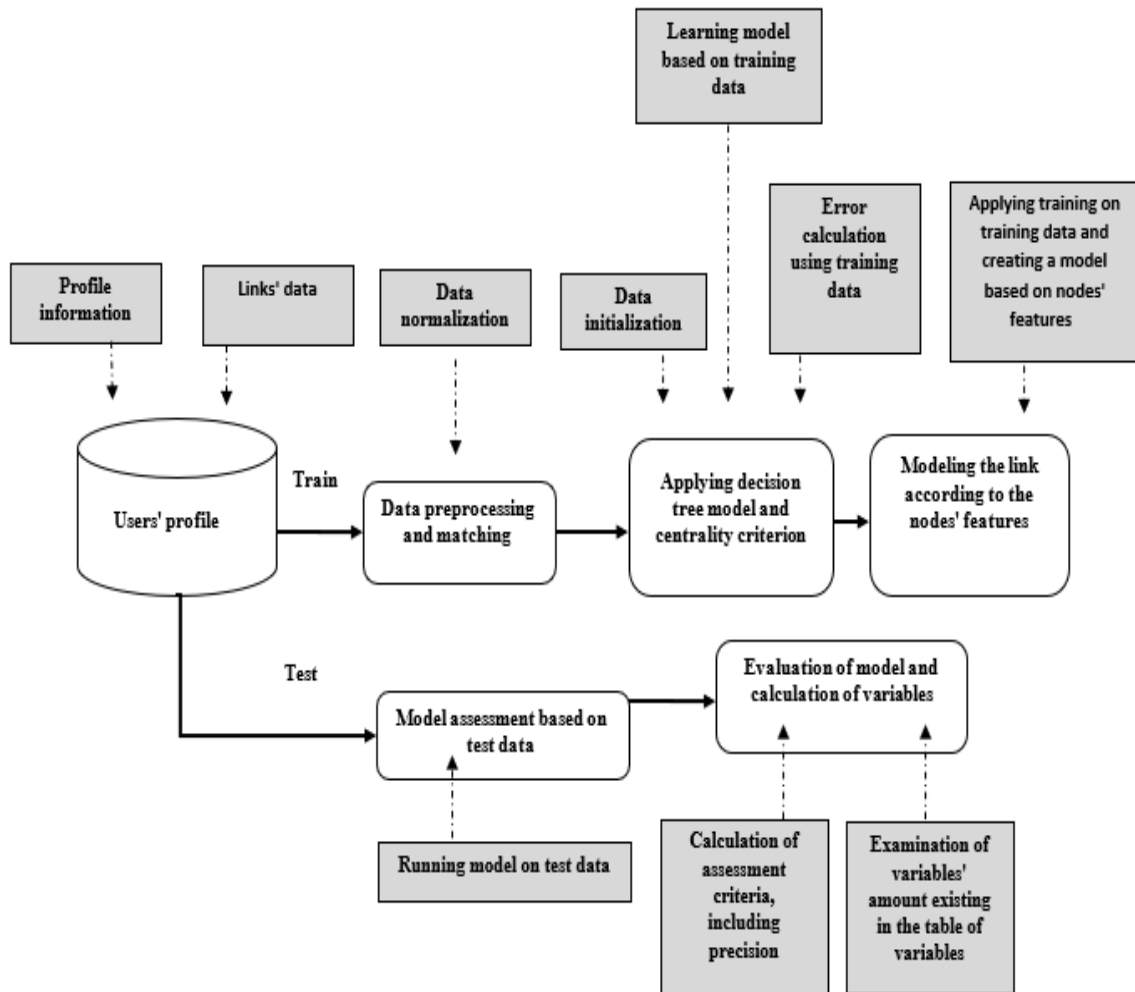 Learning model
based on training
data
Error
calculation
using training
data
Applying training on
training data and
creating a model
based on nodes'
features
Profile
information
Links' data
Data
normalization
Data
initialization
Users' profile
Train
Data preprocessing
and matching
Applying decision
tree model and
centrality criterion
Modeling the link
according to the
nodes' features
Test
Model assessment based on
test data
Evaluation of model and
calculation of variables
Running model on test data
Calculation of
assessment
criteria,
including
precision
Examination of
variables'
amount existing
in the table of
variables